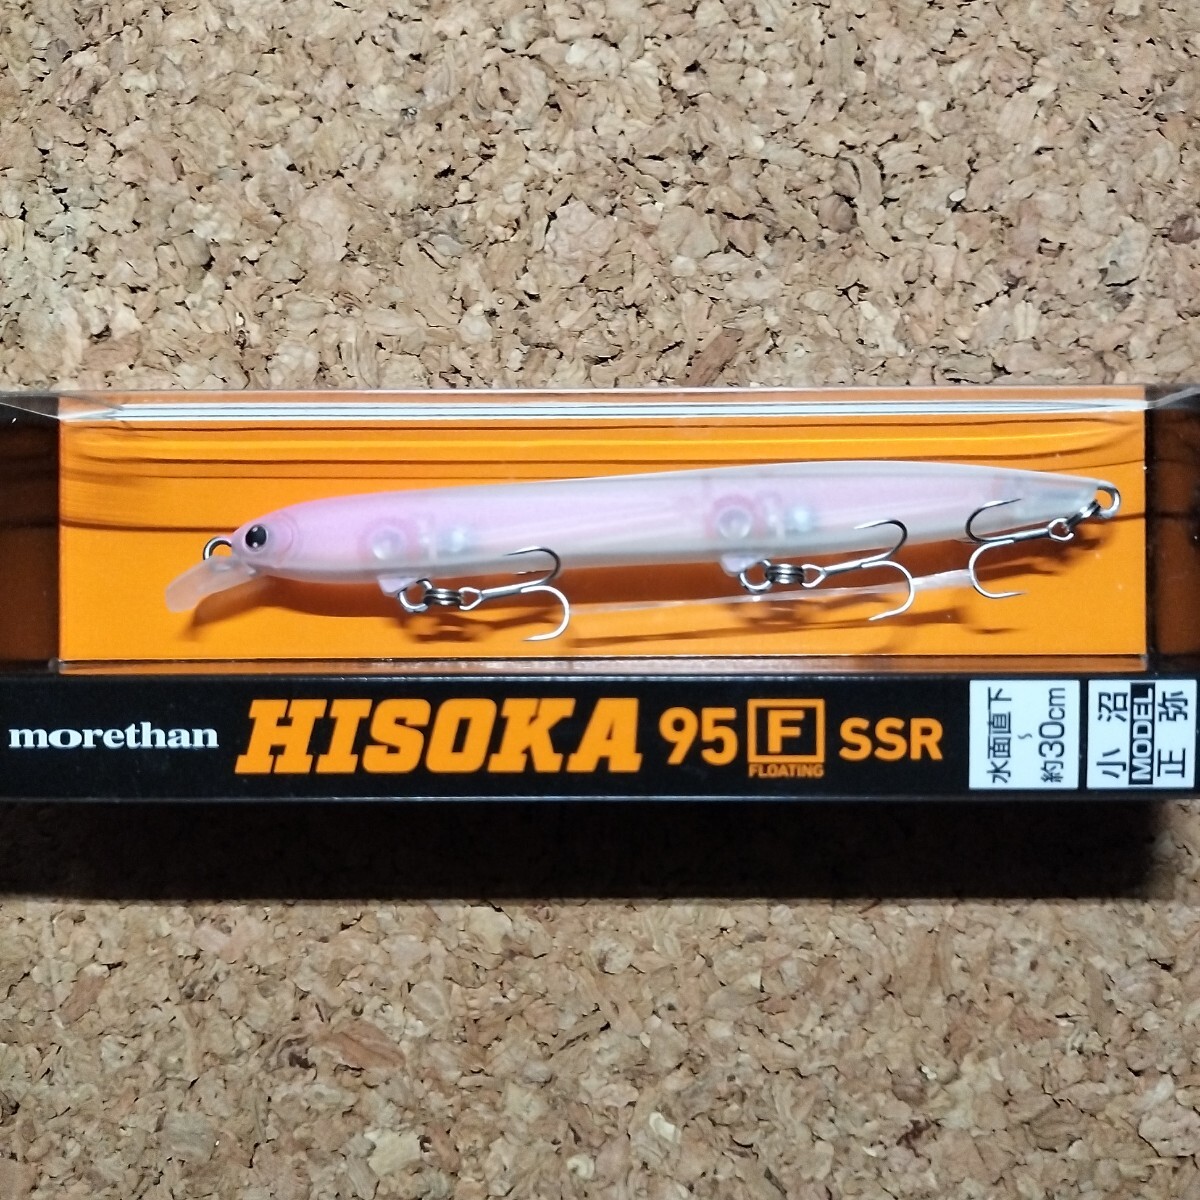 morethan HISOKA 95 F SSR
FLOATING
水面直下
~
約30cm
小沼
MODEL
正弥